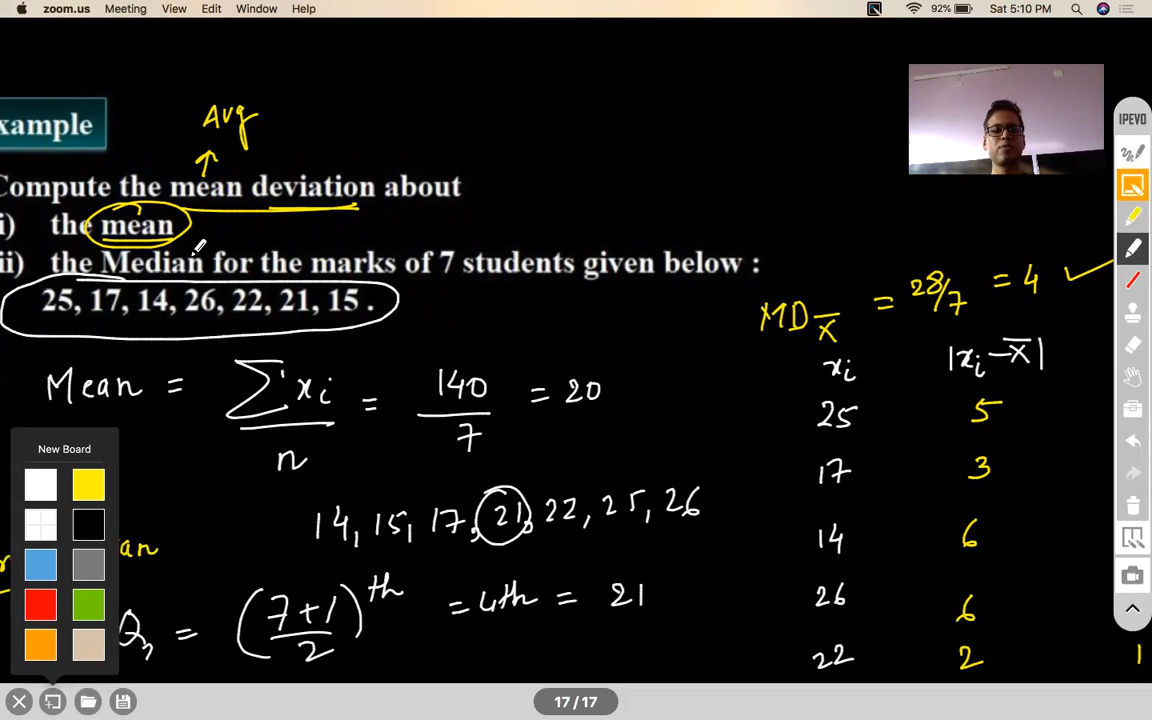 zoom.us Meeting View Edit Window Help 92% Sat 5:10 PM
IPEVO
Avg
xample
Compute the mean deviation about
i) the mean
ii) the Median for the marks of 7 students given below :
25, 17, 14, 26, 22, 21, 15 .
MD x̅ = 28/7 = 4 ✓
Mean = ∑xi / n = 140/7 = 20
xi |xi – x̅|
25 5
17 3
14 6
26 6
22 2 1
New Board
14, 15, 17, 21, 22, 25, 26
an
= (7+1/2)th = 4th = 21
17 / 17